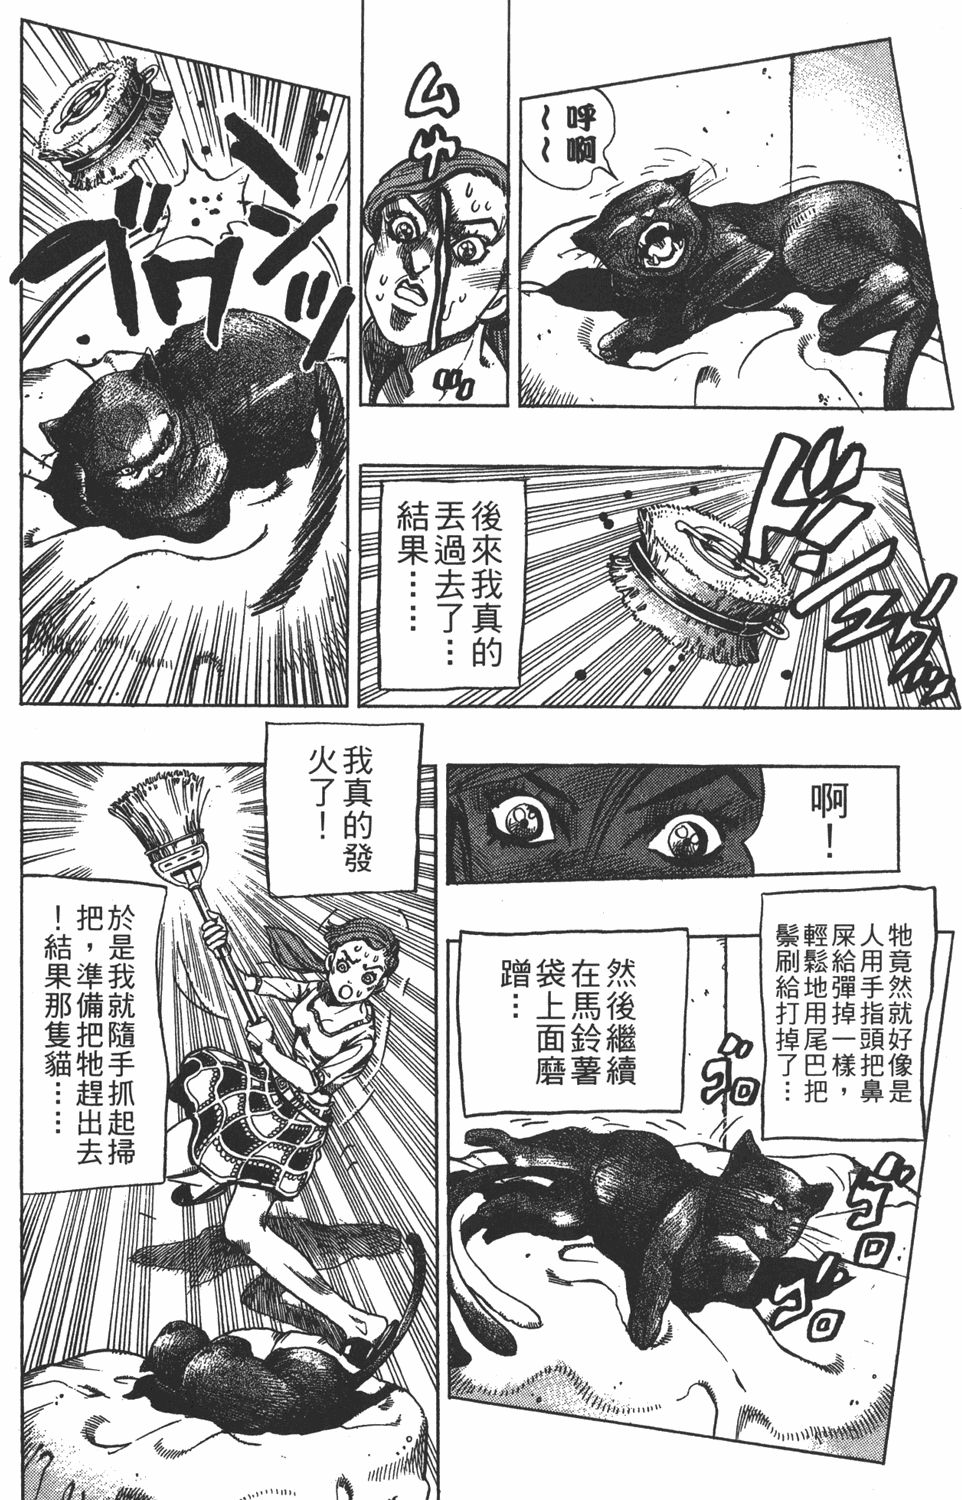 呼啊
～～
ムカ
後來我真的
丟過去了…
結果……
ブワシッ
啊！
牠竟然就好像是
人用手指頭把鼻
屎給彈掉一樣，
輕鬆地用尾巴把
鬃刷給打掉了…
然後繼續
在馬鈴薯
袋上面磨
蹭…
ゴロ
ゴロ
ゴロ
我真的發
火了！
於是我就隨手抓起掃
把，準備把牠趕出去
！結果那隻貓……